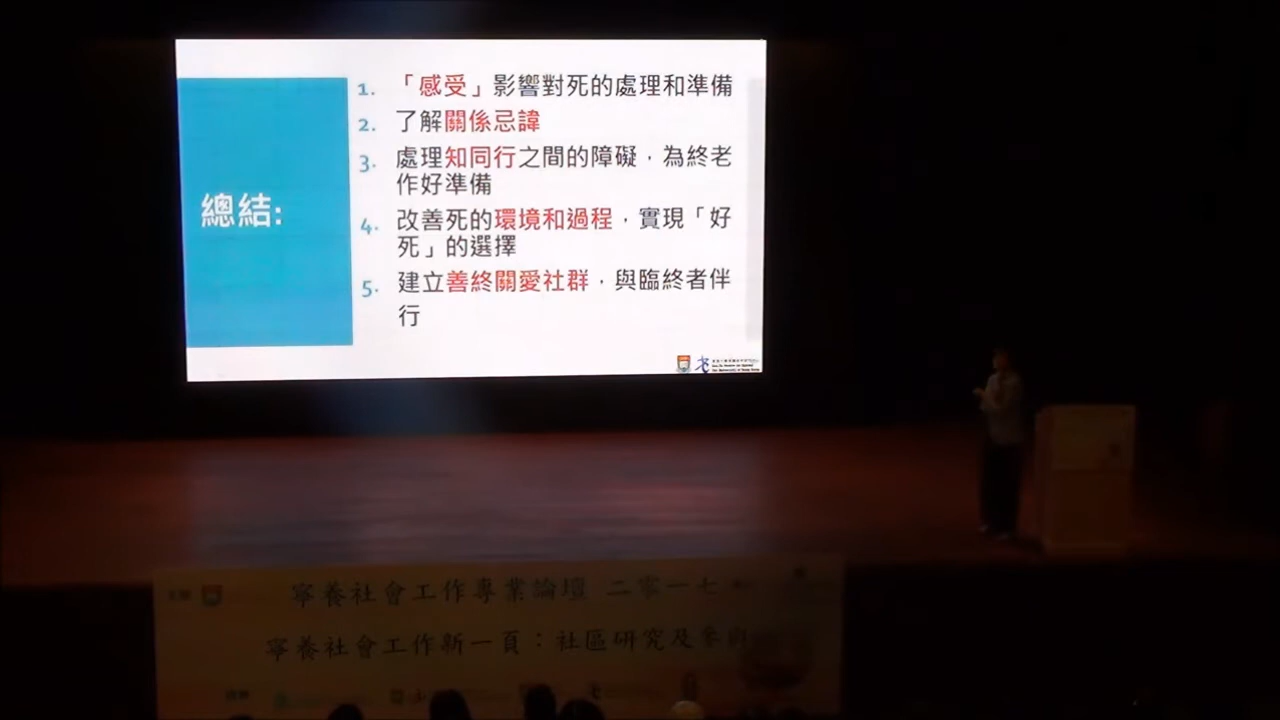 總結:
1. 「感受」影響對死的處理和準備
2. 了解關係忌諱
3. 處理知同行之間的障礙，為終老
作好準備
4. 改善死的環境和過程，實現「好
死」的選擇
5. 建立善終關愛社群，與臨終者伴
行
寧養社會工作專業論壇 二零一七
寧養社會工作新一頁：社區研究及